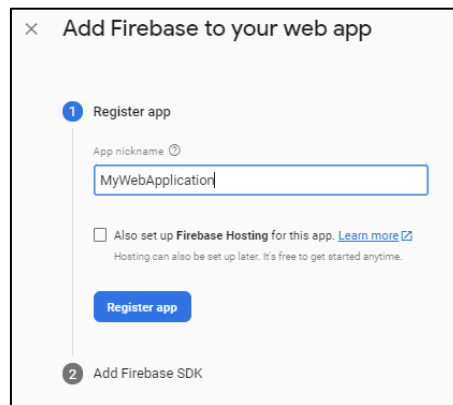 Add Firebase to your web app
1 Register app
App nickname
MyWebApplication
Also set up Firebase Hosting for this app. Learn more
Hosting can also be set up later. It's free to get started anytime.
Register app
2 Add Firebase SDK